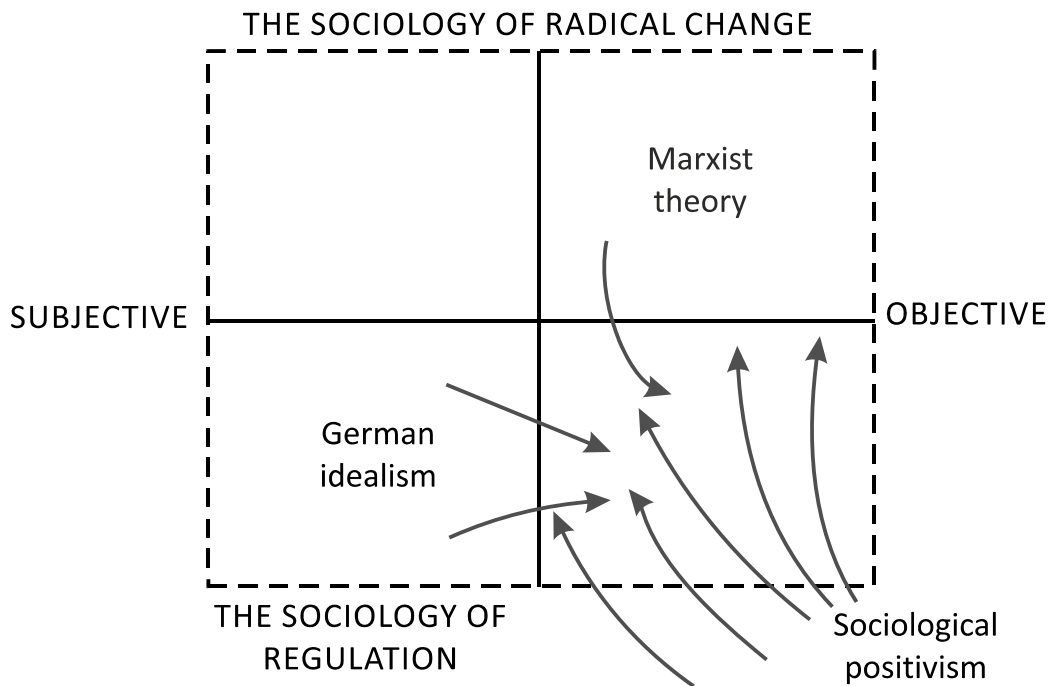 THE SOCIOLOGY OF RADICAL CHANGE
Marxist
theory
SUBJECTIVE
OBJECTIVE
German
idealism
THE SOCIOLOGY OF
REGULATION
Sociological
positivism